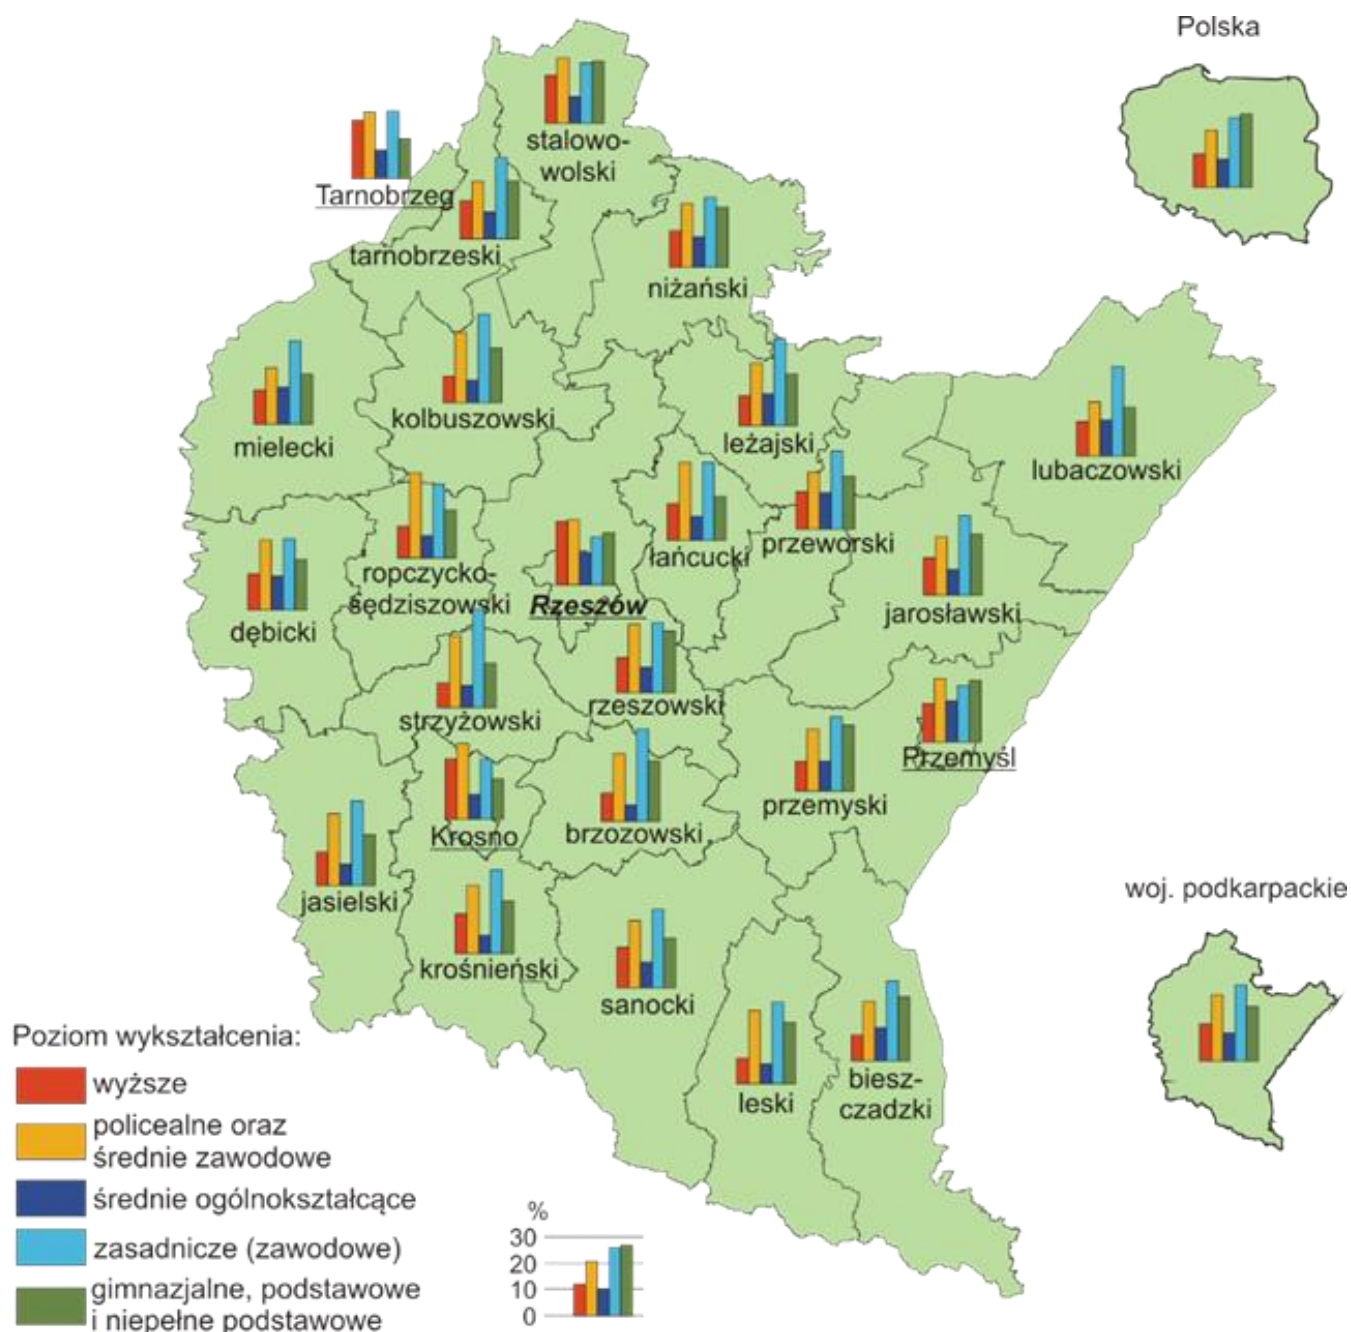 Polska
stalowo-
wolski
Tarnobrzeg
tarnobrzeski
niżański
kolbuszowski
mielecki
leżajski
lubaczowski
łańcucki
przeworski
ropczycko-
sędziszowski
Rzeszów
jarosławski
dębicki
strzyżowski
rzeszowski
Przemyśl
przemyski
Krosno
brzozowski
jasielski
woj. podkarpackie
krośnieński
sanocki
leski
biesz-
czadzki
Poziom wykształcenia:
wyższe
policealne oraz
średnie zawodowe
średnie ogólnokształcące
zasadnicze (zawodowe)
gimnazjalne, podstawowe
i niepełne podstawowe
%
30
20
10
0